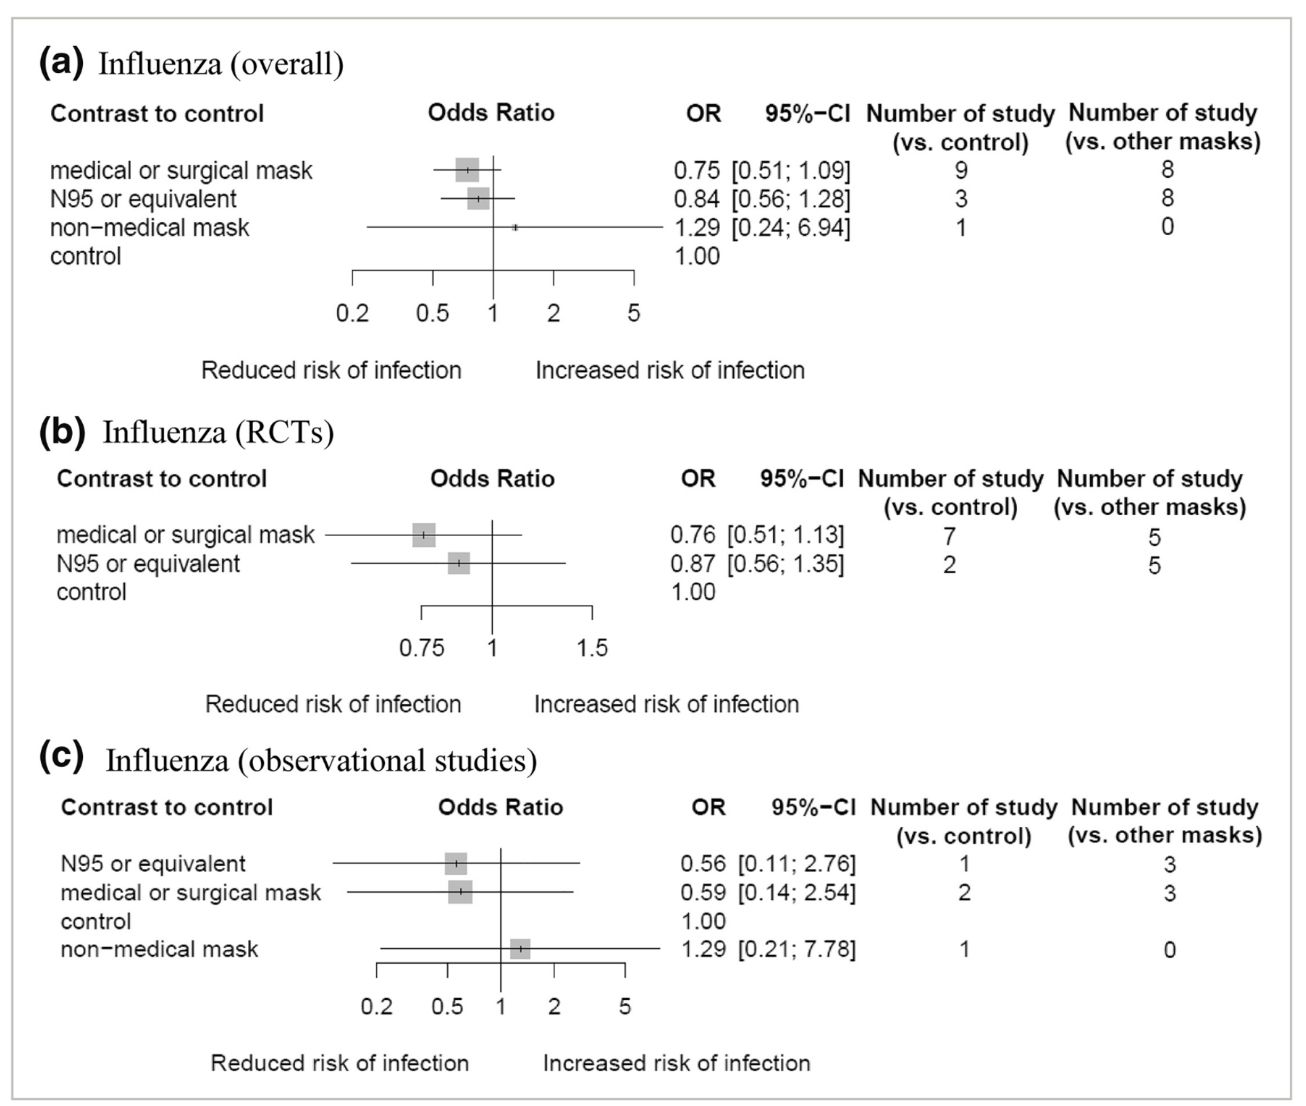 (a) Influenza (overall)
Contrast to control Odds Ratio OR 95%−CI Number of study Number of study
(vs. control) (vs. other masks)
medical or surgical mask 0.75 [0.51; 1.09] 9 8
N95 or equivalent 0.84 [0.56; 1.28] 3 8
non−medical mask 1.29 [0.24; 6.94] 1 0
control 1.00
0.2 0.5 1 2 5
Reduced risk of infection Increased risk of infection
(b) Influenza (RCTs)
Contrast to control Odds Ratio OR 95%−CI Number of study Number of study
(vs. control) (vs. other masks)
medical or surgical mask 0.76 [0.51; 1.13] 7 5
N95 or equivalent 0.87 [0.56; 1.35] 2 5
control 1.00
0.75 1 1.5
Reduced risk of infection Increased risk of infection
(c) Influenza (observational studies)
Contrast to control Odds Ratio OR 95%−CI Number of study Number of study
(vs. control) (vs. other masks)
N95 or equivalent 0.56 [0.11; 2.76] 1 3
medical or surgical mask 0.59 [0.14; 2.54] 2 3
control 1.00
non−medical mask 1.29 [0.21; 7.78] 1 0
0.2 0.5 1 2 5
Reduced risk of infection Increased risk of infection